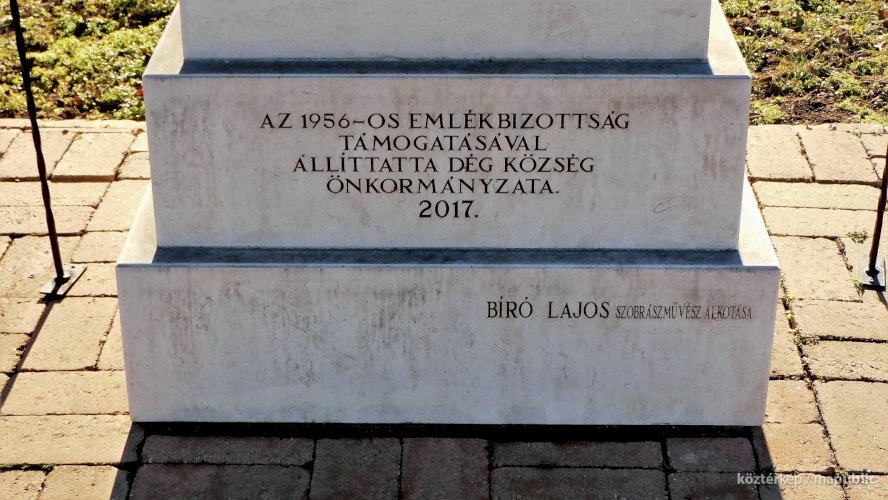 AZ 1956-OS EMLÉKBIZOTTSÁG
TÁMOGATÁSÁVAL
ÁLLÍTTATTA DÉG KÖZSÉG
ÖNKORMÁNYZATA.
2017.
BÍRÓ LAJOS SZOBRÁSZMŰVÉSZ ALKOTÁSA
köztérkép / mapublic